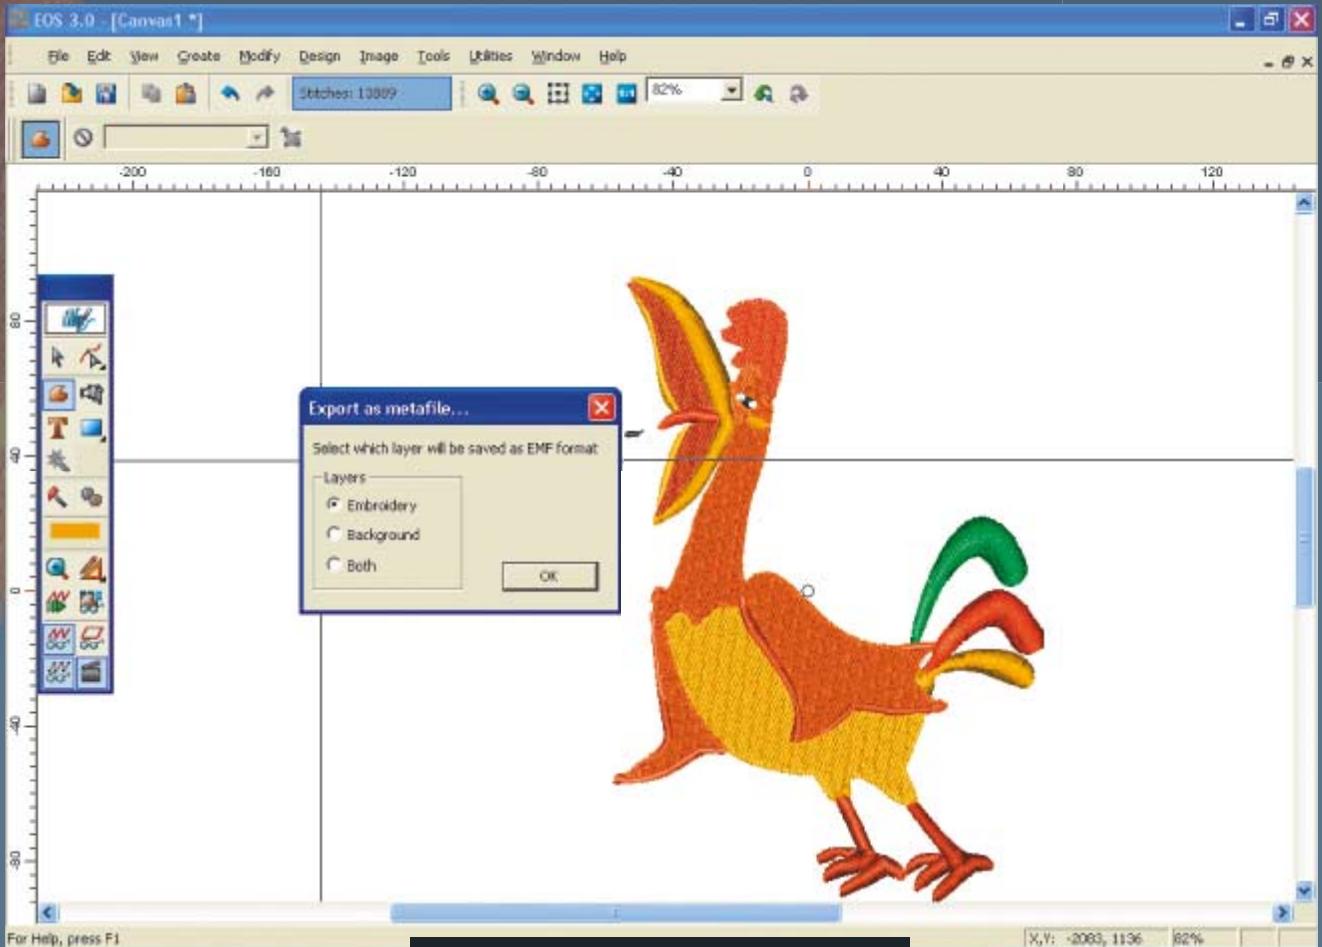 EOS 3.0 - [Canvas1 *]
File Edit View Create Modify Design Image Tools Utilities Window Help
Stitches: 13889
82%
-200 -160 -120 -80 -40 0 40 80 120
80
40
0
-40
-80
Export as metafile...
Select which layer will be saved as EMF format
Layers
Embroidery
Background
Both
OK
For Help, press F1
X,Y: -2083, 1136 82%